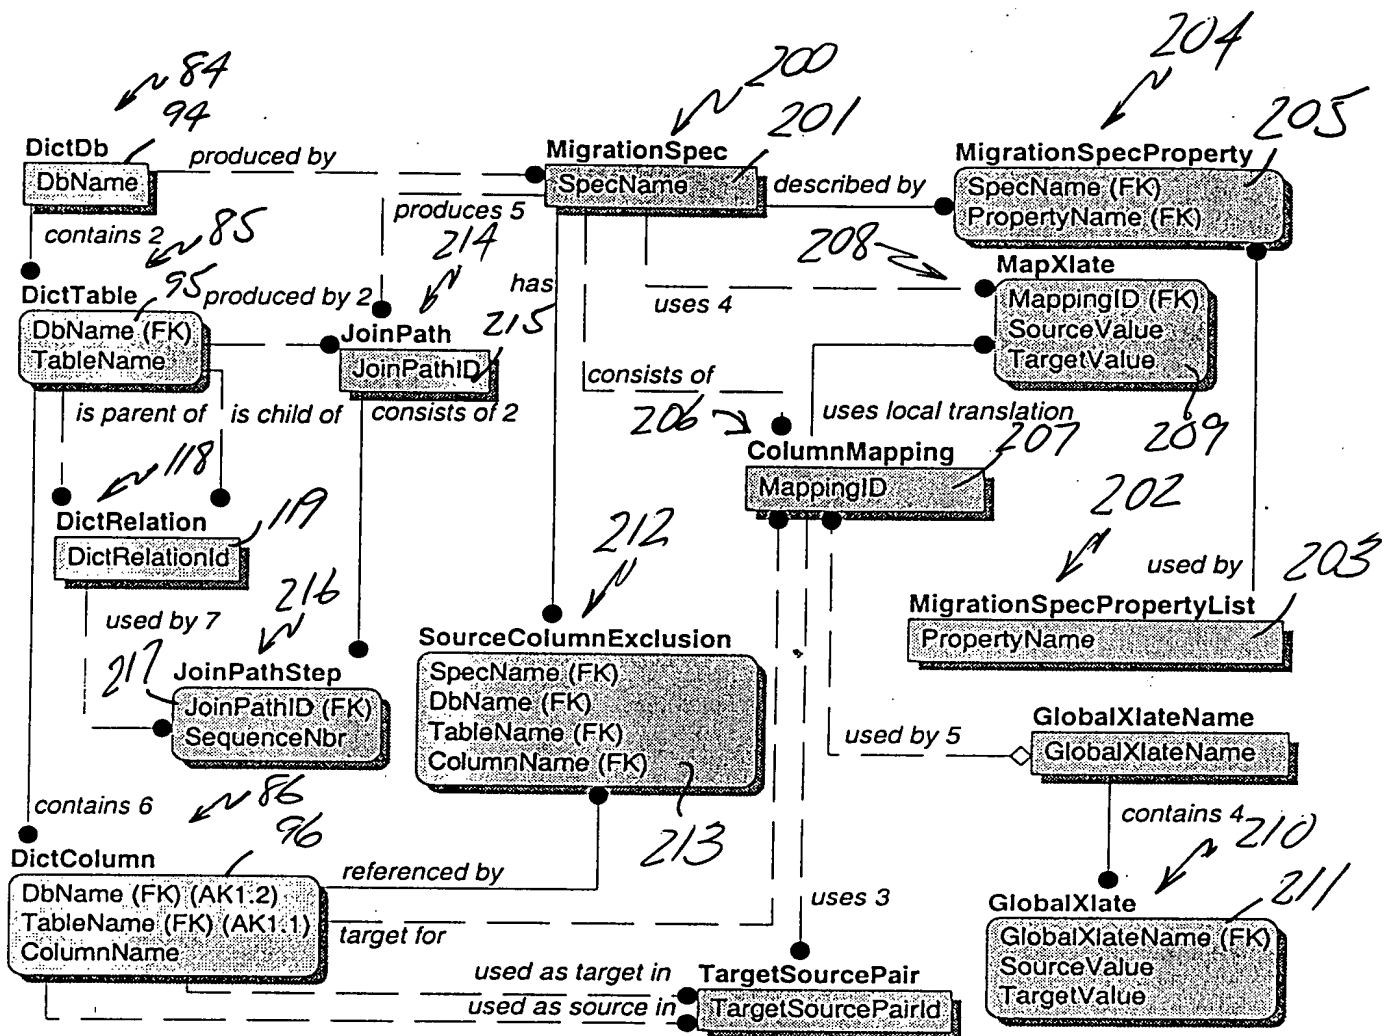 84
94
DictDb
DbName
produced by
200
201
MigrationSpec
SpecName
204
205
MigrationSpecProperty
SpecName (FK)
PropertyName (FK)
described by
contains 2
85
95
DictTable
DbName (FK)
TableName
produced by 2
produces 5
214
215
JoinPath
JoinPathID
has
uses 4
208
MapXlate
MappingID (FK)
SourceValue
TargetValue
209
is parent of
is child of
consists of 2
consists of
206
uses local translation
207
ColumnMapping
MappingID
118
119
DictRelation
DictRelationId
212
202
203
used by
MigrationSpecPropertyList
PropertyName
used by 7
216
217
JoinPathStep
JoinPathID (FK)
SequenceNbr
SourceColumnExclusion
SpecName (FK)
DbName (FK)
TableName (FK)
ColumnName (FK)
213
used by 5
GlobalXlateName
GlobalXlateName
contains 6
86
96
DictColumn
DbName (FK) (AK1.2)
TableName (FK) (AK1.1)
ColumnName
referenced by
target for
uses 3
contains 4
210
211
GlobalXlate
GlobalXlateName (FK)
SourceValue
TargetValue
used as target in
used as source in
TargetSourcePair
TargetSourcePairId